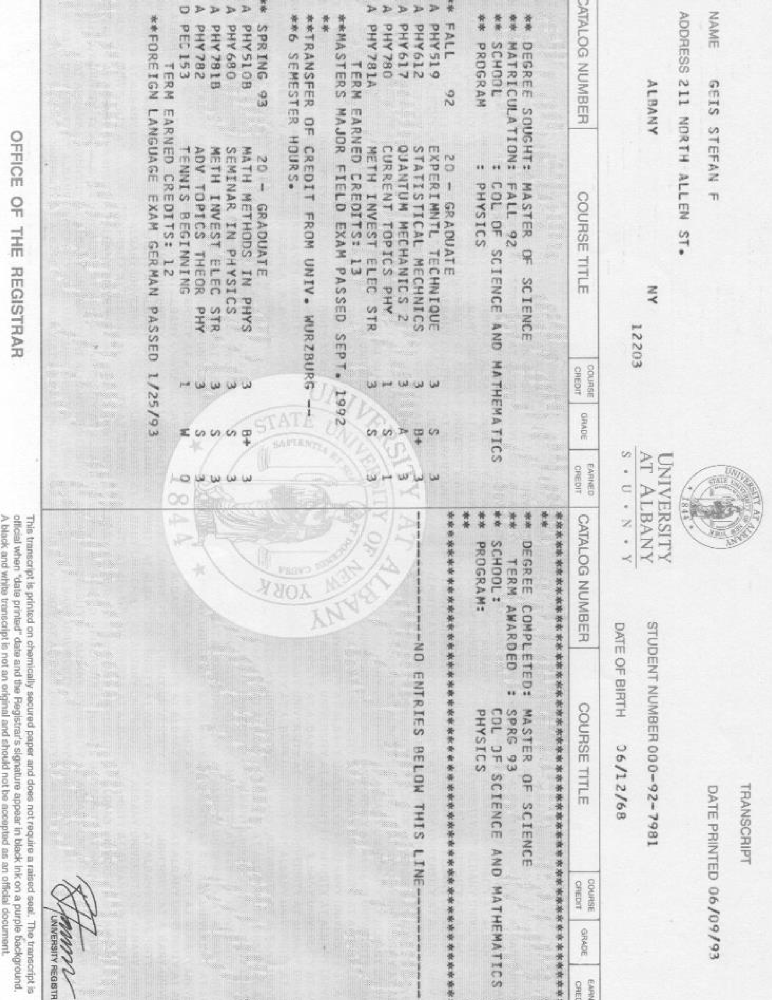 TRANSCRIPT
NAME GEIS STEFAN F
DATE PRINTED 06/09/93
ADDRESS 211 NORTH ALLEN ST.
ALBANY NY
12203
UNIVERSITY AT ALBANY
STATE UNIVERSITY OF NEW YORK
1844
UNIVERSITY
AT ALBANY
S.U.N.Y
STUDENT NUMBER 000-92-7981
DATE OF BIRTH 06/12/68
CATALOG NUMBER COURSE TITLE COURSE CREDIT GRADE EARNED CREDIT
** DEGREE SOUGHT: MASTER OF SCIENCE
** MATRICULATION: FALL 92
** SCHOOL : COL OF SCIENCE AND MATHEMATICS
** PROGRAM : PHYSICS
** FALL 92 20 - GRADUATE
A PHY519 EXPERIMNTL TECHNIQUE 3 S 3
A PHY612 STATISTICAL MECHNICS 3 B+ 3
A PHY617 QUANTUM MECHANICS 2 3 A 3
A PHY780 CURRENT TOPICS PHY 1 S 1
A PHY781A METH INVEST ELEC STR 3 S 3
TERM EARNED CREDITS: 13
**MASTERS MAJOR FIELD EXAM PASSED SEPT. 1992
**
**TRANSFER OF CREDIT FROM UNIV. WURZBURG --
**6 SEMESTER HOURS.
** SPRING 93 20 - GRADUATE
A PHY510B MATH METHODS IN PHYS 3 B+ 3
A PHY680 SEMINAR IN PHYSICS 3 S 3
A PHY781B METH INVEST ELEC STR 3 S 3
A PHY782 ADV TOPICS THEOR PHY 3 S 3
D PEC153 TENNIS BEGINNING 1 W 0
TERM EARNED CREDITS: 12
**FOREIGN LANGUAGE EXAM GERMAN PASSED 1/25/93
CATALOG NUMBER COURSE TITLE COURSE CREDIT GRADE EARN CRE
**
** DEGREE COMPLETED: MASTER OF SCIENCE
** TERM AWARDED : SPRG 93
** SCHOOL: COL OF SCIENCE AND MATHEMATICS
** PROGRAM: PHYSICS
**
NO ENTRIES BELOW THIS LINE
UNIVERSITY AT ALBANY
STATE UNIVERSITY OF NEW YORK
1844
UNIVERSITY REGISTR
OFFICE OF THE REGISTRAR
This transcript is printed on chemically secured paper and does not require a raised seal. The transcript is
official when "date printed" date and the Registrar's signature appear in black ink on a purple background.
A black and white transcript is not an original and should not be accepted as an official document.